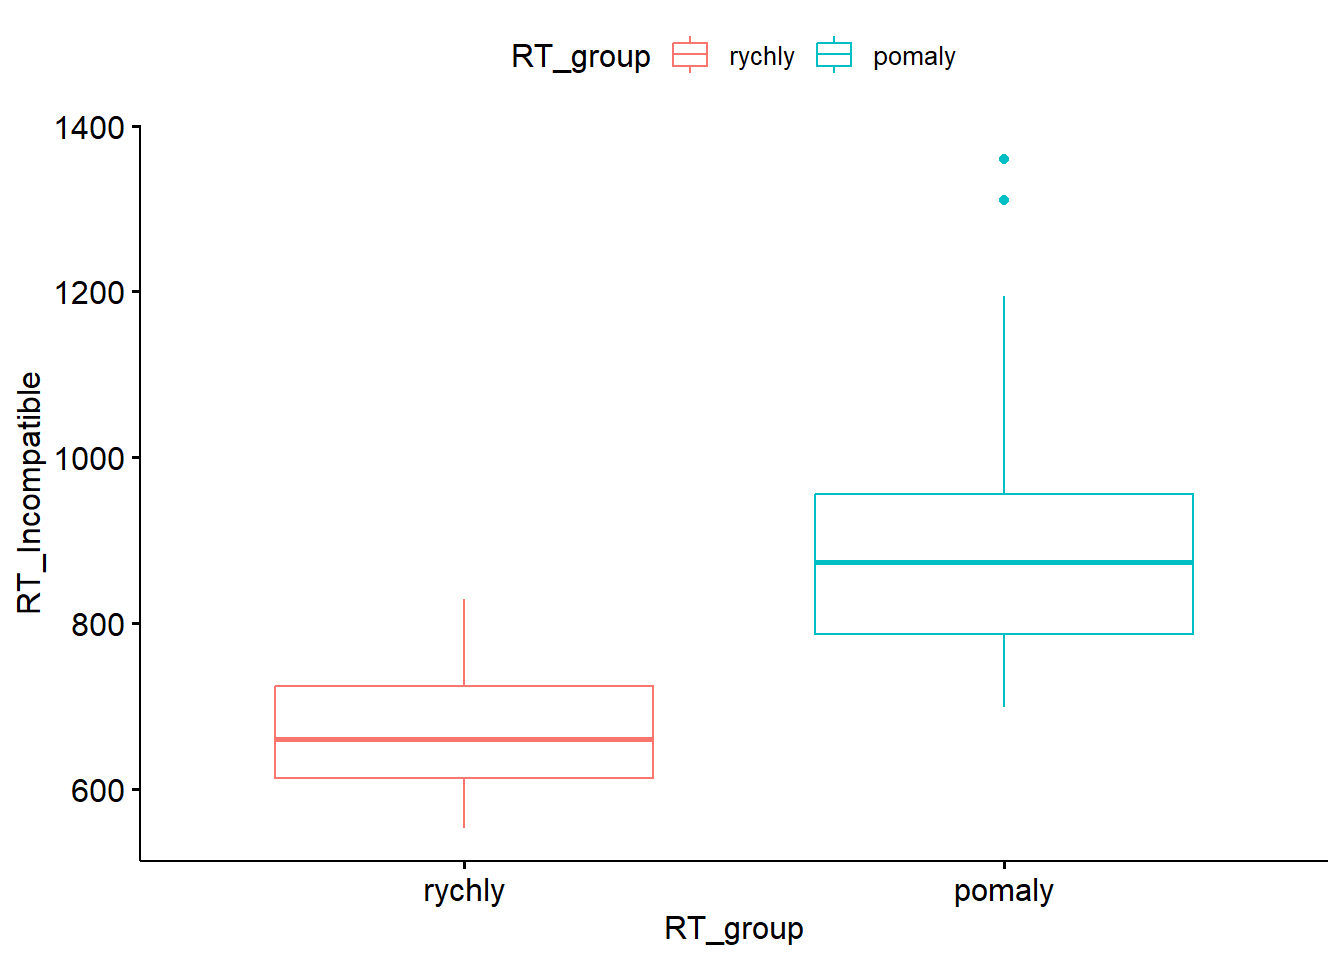 RT_group rychly pomaly
1400
1200
1000
800
600
RT_Incompatible
rychly pomaly
RT_group